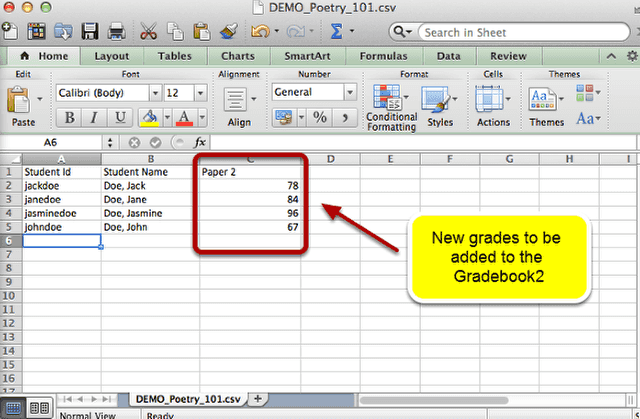 DEMO_Poetry_101.csv
Search in Sheet
Home Layout Tables Charts SmartArt Formulas Data Review
Edit Font Alignment Number Format Cells Themes
Calibri (Body) 12 General
Paste B I U A Align % , Conditional Formatting Styles Actions Themes Aa
A6 fx
A B C D E F G H I
1 Student Id Student Name Paper 2
2 jackdoe Doe, Jack 78
3 janedoe Doe, Jane 84
4 jasminedoe Doe, Jasmine 96
5 johndoe Doe, John 67
6
7
8
9
10
11
12
13
14
15
16
17
New grades to be
added to the
Gradebook2
DEMO_Poetry_101.csv
Normal View Ready